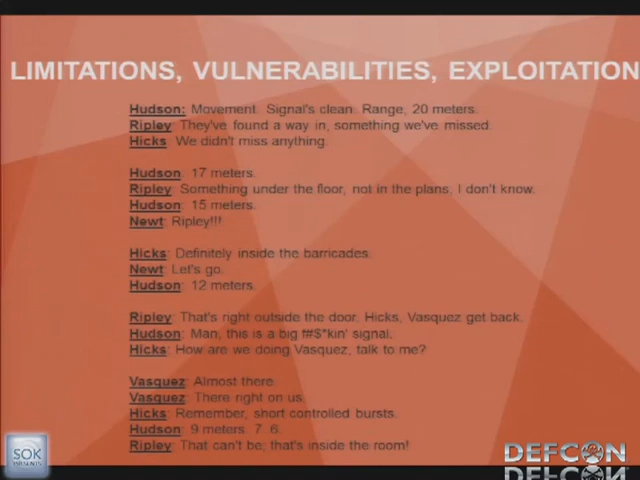 LIMITATIONS, VULNERABILITIES, EXPLOITATION
Hudson: Movement. Signal's clean. Range, 20 meters.
Ripley: They've found a way in, something we've missed.
Hicks: We didn't miss anything.
Hudson: 17 meters.
Ripley: Something under the floor, not in the plans, I don't know.
Hudson: 15 meters.
Newt: Ripley!!!
Hicks: Definitely inside the barricades.
Newt: Let's go.
Hudson: 12 meters.
Ripley: That's right outside the door. Hicks, Vasquez get back.
Hudson: Man, this is a big f#$*kin' signal.
Hicks: How are we doing Vasquez, talk to me?
Vasquez: Almost there.
Vasquez: There right on us.
Hicks: Remember, short controlled bursts.
Hudson: 9 meters. 7. 6.
Ripley: That can't be; that's inside the room!
SOK
DEFCON